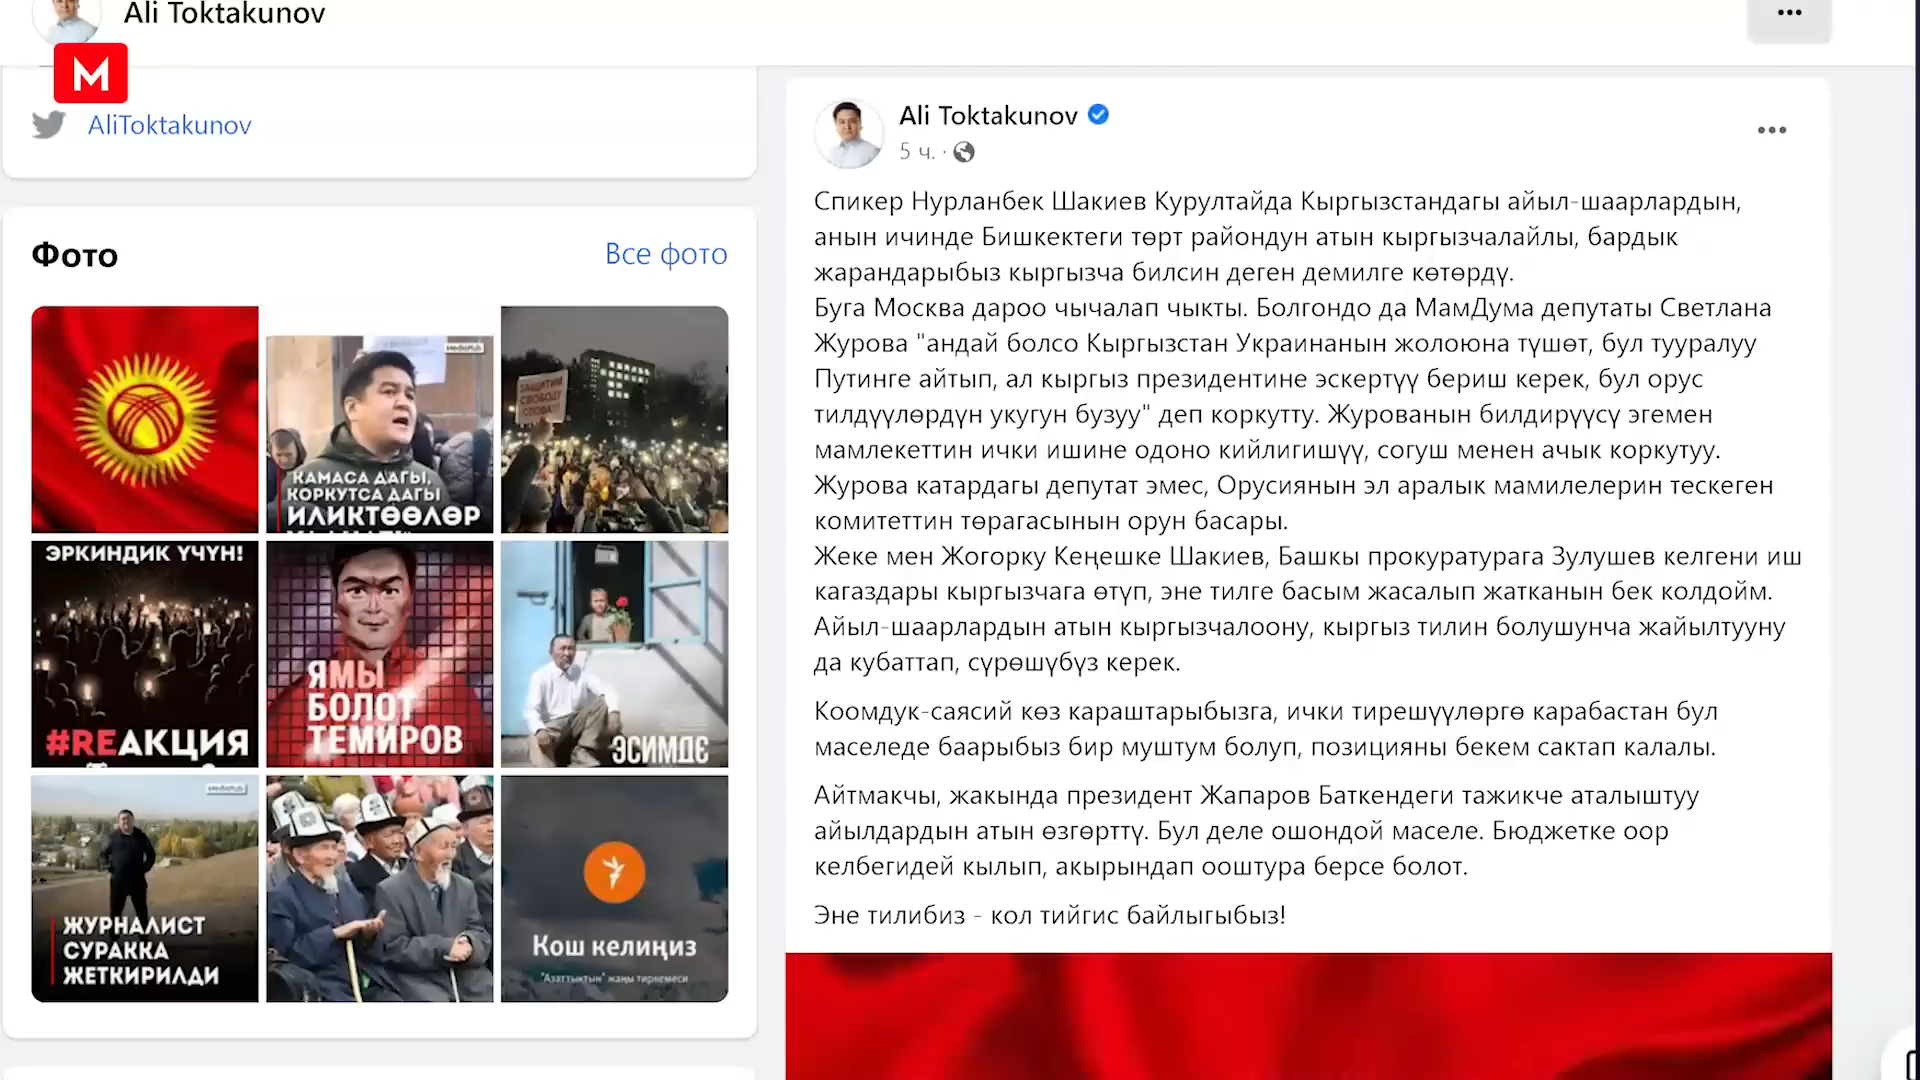 Ali Toktakunov
M
AliToktakunov
Фото
Все фото
MediaHub
"КАМАСА ДАГЫ,
КОРКУТСА ДАГЫ
ИЛИКТӨӨЛӨР
ЗАЩИТИМ
СВОБОДУ
СЛОВА!!!
ЭРКИНДИК ҮЧҮН!
#REАКЦИЯ
ЯМЫ
БОЛОТ
ТЕМИРОВ
ЭСИМДЕ
MediaHub
ЖУРНАЛИСТ
СУРАККА
ЖЕТКИРИЛДИ
Кош келиңиз
"Азаттыктын" жаңы тиркемеси
Ali Toktakunov
5 ч. ·
Спикер Нурланбек Шакиев Курултайда Кыргызстандагы айыл-шаарлардын,
анын ичинде Бишкектеги төрт райондун атын кыргызчалайлы, бардык
жарандарыбыз кыргызча билсин деген демилге көтөрдү.
Буга Москва дароо чычалап чыкты. Болгондо да МамДума депутаты Светлана
Журова "андай болсо Кыргызстан Украинанын жолоюна түшөт, бул тууралуу
Путинге айтып, ал кыргыз президентине эскертүү бериш керек, бул орус
тилдүүлөрдүн укугун бузуу" деп коркутту. Журованын билдирүүсү эгемен
мамлекеттин ички ишине одоно кийлигишүү, согуш менен ачык коркутуу.
Журова катардагы депутат эмес, Орусиянын эл аралык мамилелерин тескеген
комитеттин төрагасынын орун басары.
Жеке мен Жогорку Кеңешке Шакиев, Башкы прокуратурага Зулушев келгени иш
кагаздары кыргызчага өтүп, эне тилге басым жасалып жатканын бек колдойм.
Айыл-шаарлардын атын кыргызчалоону, кыргыз тилин болушунча жайылтууну
да кубаттап, сүрөшүбүз керек.
Коомдук-саясий көз караштарыбызга, ички тирешүүлөргө карабастан бул
маселеде баарыбыз бир муштум болуп, позицияны бекем сактап калалы.
Айтмакчы, жакында президент Жапаров Баткендеги тажикче аталыштуу
айылдардын атын өзгөрттү. Бул деле ошондой маселе. Бюджетке оор
келбегидей кылып, акырындап ооштура берсе болот.
Эне тилибиз - кол тийгис байлыгыбыз!